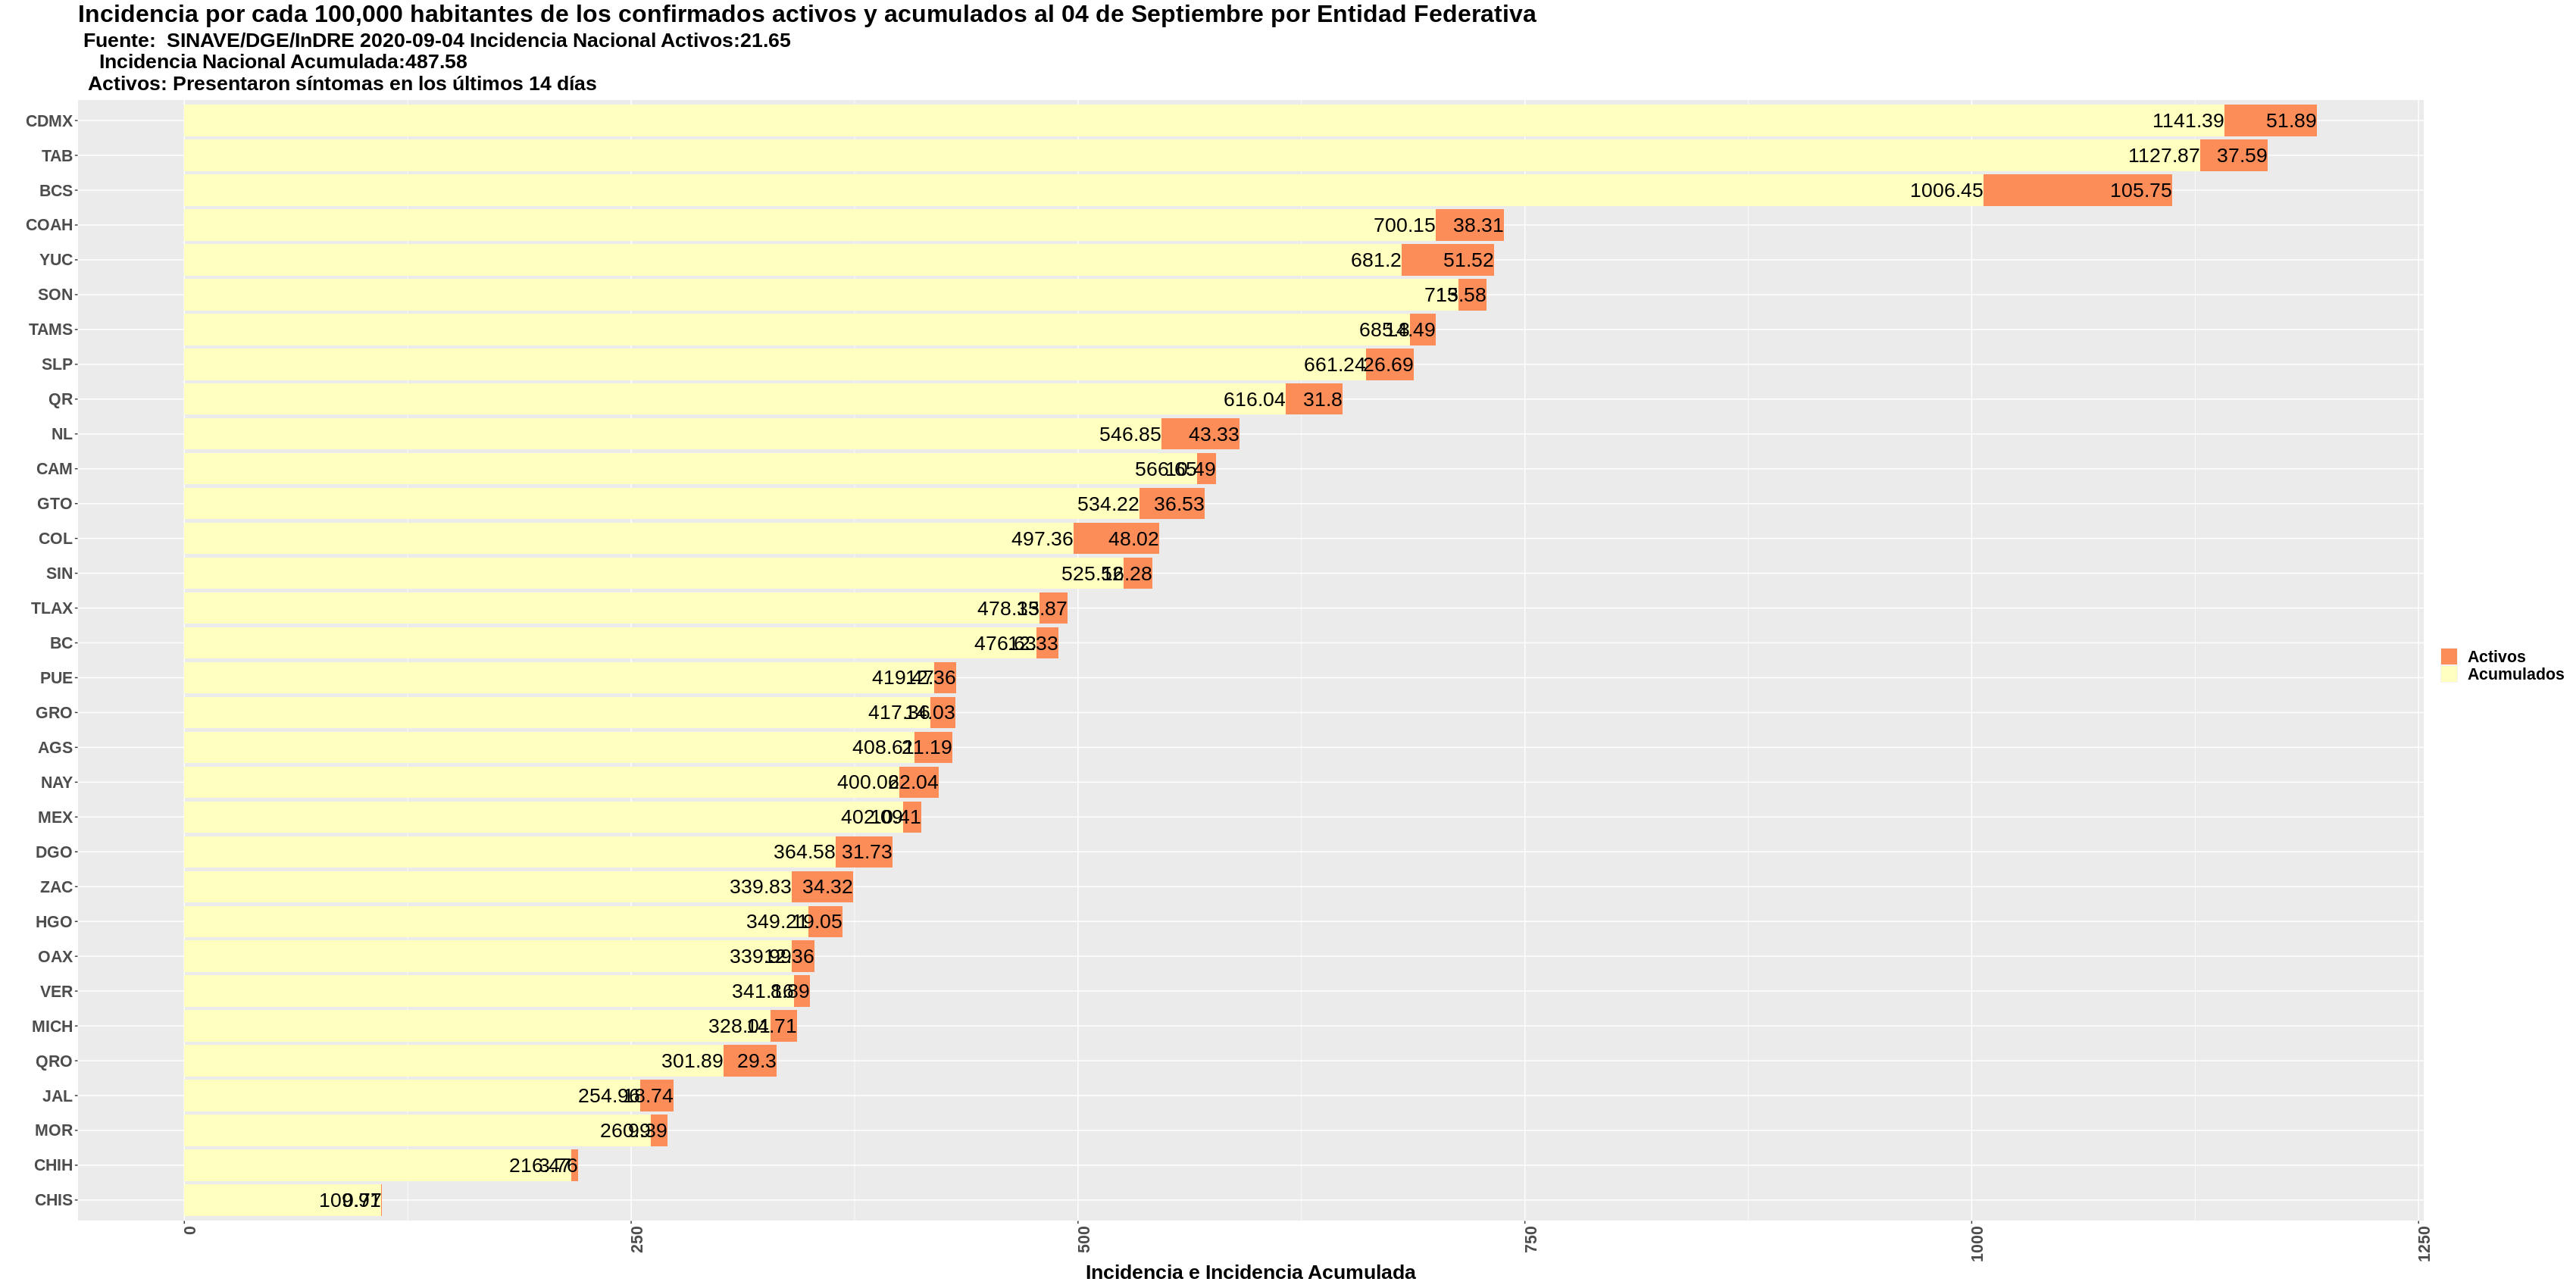 Incidencia por cada 100,000 habitantes de los confirmados activos y acumulados al 04 de Septiembre por Entidad Federativa
Fuente: SINAVE/DGE/InDRE 2020-09-04 Incidencia Nacional Activos:21.65
Incidencia Nacional Acumulada:487.58
Activos: Presentaron síntomas en los últimos 14 días
CDMX 1141.39 51.89
TAB 1127.87 37.59
BCS 1006.45 105.75
COAH 700.15 38.31
YUC 681.2 51.52
SON
TAMS
SLP 661.24 26.69
QR 616.04 31.8
NL 546.85 43.33
CAM
GTO 534.22 36.53
COL 497.36 48.02
SIN
TLAX
BC
PUE
GRO
AGS
NAY
MEX
DGO 364.58 31.73
ZAC 339.83 34.32
HGO
OAX
VER
MICH
QRO 301.89 29.3
JAL
MOR
CHIH
CHIS
0 250 500 750 1000 1250
Incidencia e Incidencia Acumulada
Activos
Acumulados